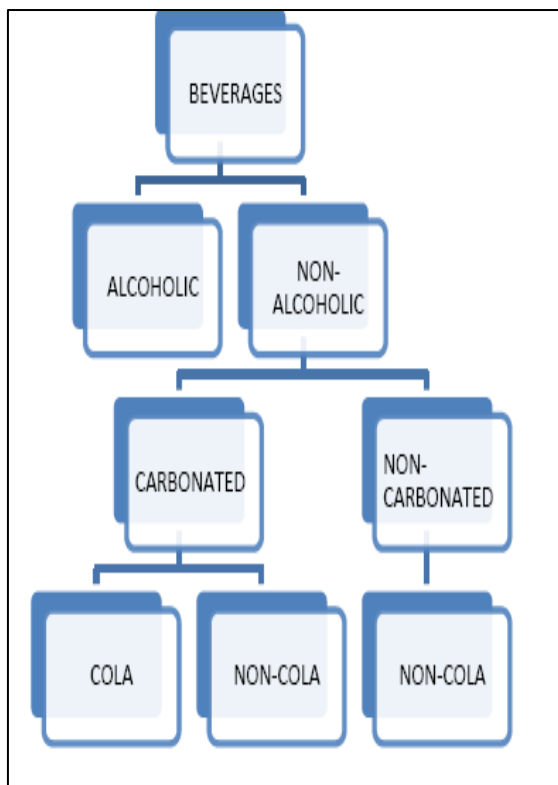 BEVERAGES
ALCOHOLIC
NON-
ALCOHOLIC
CARBONATED
NON-
CARBONATED
COLA
NON-COLA
NON-COLA